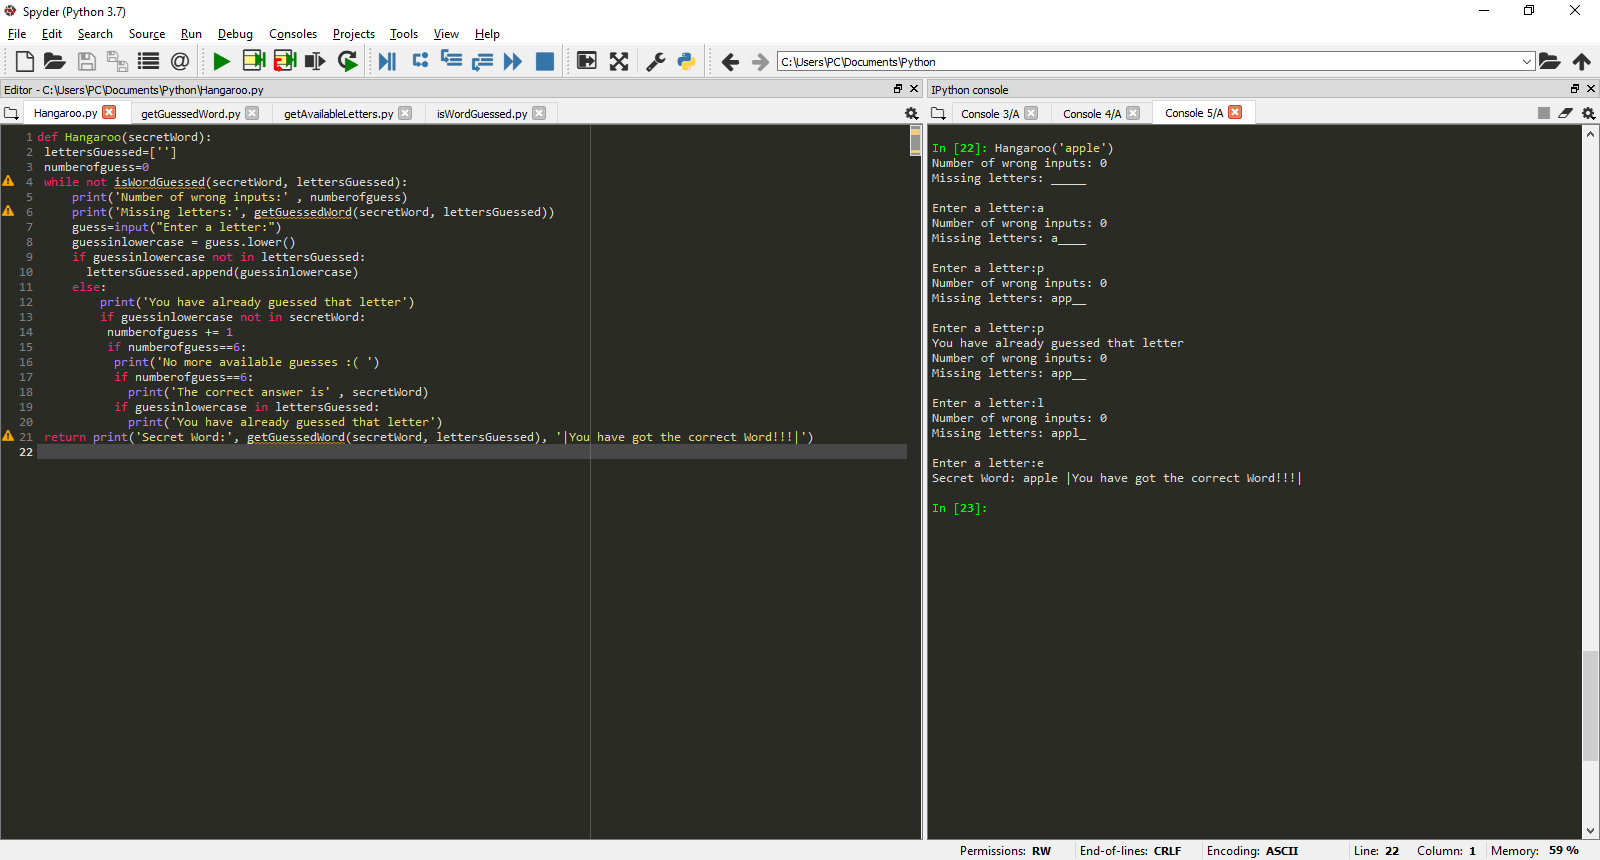 Spyder (Python 3.7)
File Edit Search Source Run Debug Consoles Projects Tools View Help
C:\Users\PC\Documents\Python
Editor - C:\Users\PC\Documents\Python\Hangaroo.py
Hangaroo.py getGuessedWord.py getAvailableLetters.py isWordGuessed.py
1 def Hangaroo(secretWord):
2  lettersGuessed=['']
3  numberofguess=0
4  while not isWordGuessed(secretWord, lettersGuessed):
5      print('Number of wrong inputs:' , numberofguess)
6      print('Missing letters:', getGuessedWord(secretWord, lettersGuessed))
7      guess=input("Enter a letter:")
8      guessinlowercase = guess.lower()
9      if guessinlowercase not in lettersGuessed:
10        lettersGuessed.append(guessinlowercase)
11      else:
12          print('You have already guessed that letter')
13          if guessinlowercase not in secretWord:
14           numberofguess += 1
15           if numberofguess==6:
16            print('No more available guesses :( ')
17            if numberofguess==6:
18              print('The correct answer is' , secretWord)
19            if guessinlowercase in lettersGuessed:
20              print('You have already guessed that letter')
21  return print('Secret Word:', getGuessedWord(secretWord, lettersGuessed), '|You have got the correct Word!!!|')
22
IPython console
Console 3/A Console 4/A Console 5/A
In [22]: Hangaroo('apple')
Number of wrong inputs: 0
Missing letters: _____
Enter a letter:a
Number of wrong inputs: 0
Missing letters: a____
Enter a letter:p
Number of wrong inputs: 0
Missing letters: app__
Enter a letter:p
You have already guessed that letter
Number of wrong inputs: 0
Missing letters: app__
Enter a letter:l
Number of wrong inputs: 0
Missing letters: appl_
Enter a letter:e
Secret Word: apple |You have got the correct Word!!!|
In [23]:
Permissions: RW End-of-lines: CRLF Encoding: ASCII Line: 22 Column: 1 Memory: 59 %